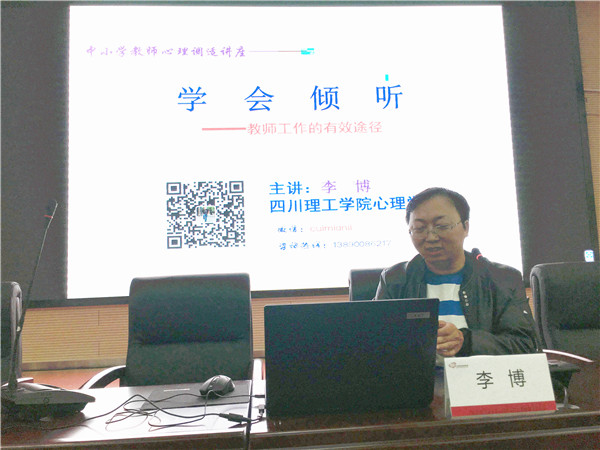 中小学教师心理调适讲座
学会倾听
——教师工作的有效途径
主讲：李 博
四川理工学院心理学
李 博